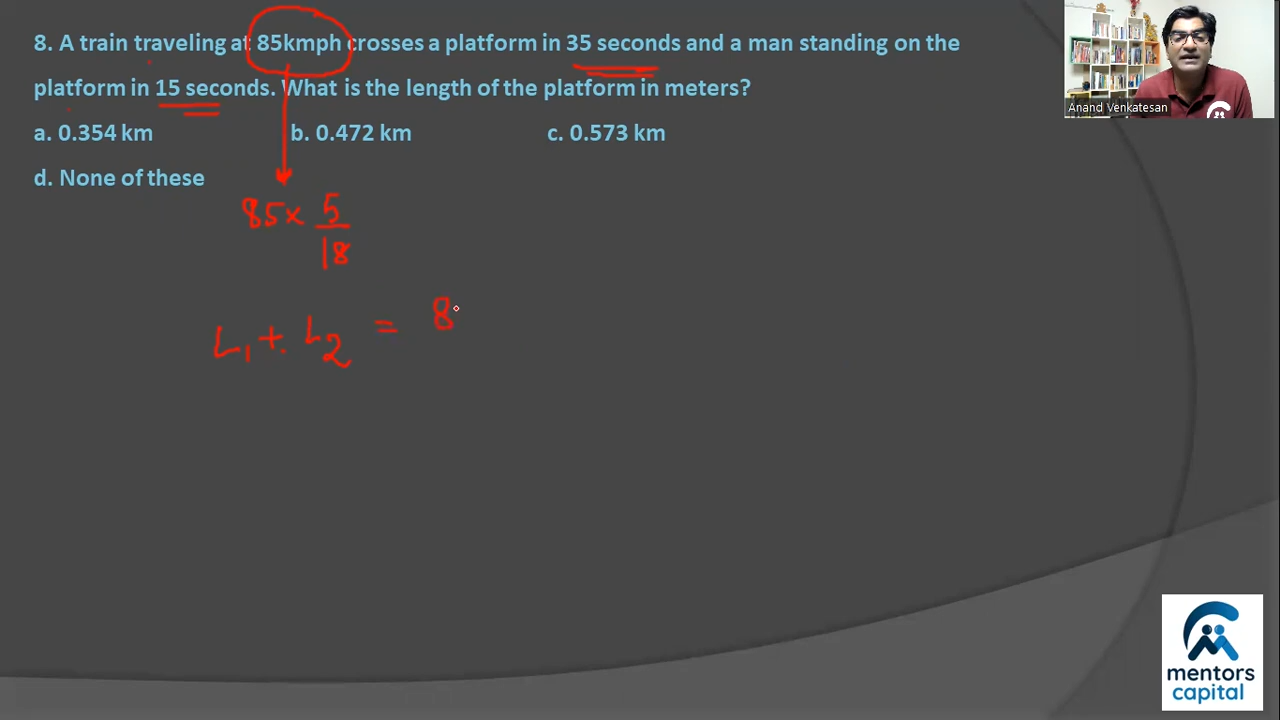 8. A train traveling at 85kmph crosses a platform in 35 seconds and a man standing on the
platform in 15 seconds. What is the length of the platform in meters?
a. 0.354 km b. 0.472 km c. 0.573 km
d. None of these
85 × 5/18
L1 + L2 = 8
Anand Venkatesan
mentors
capital